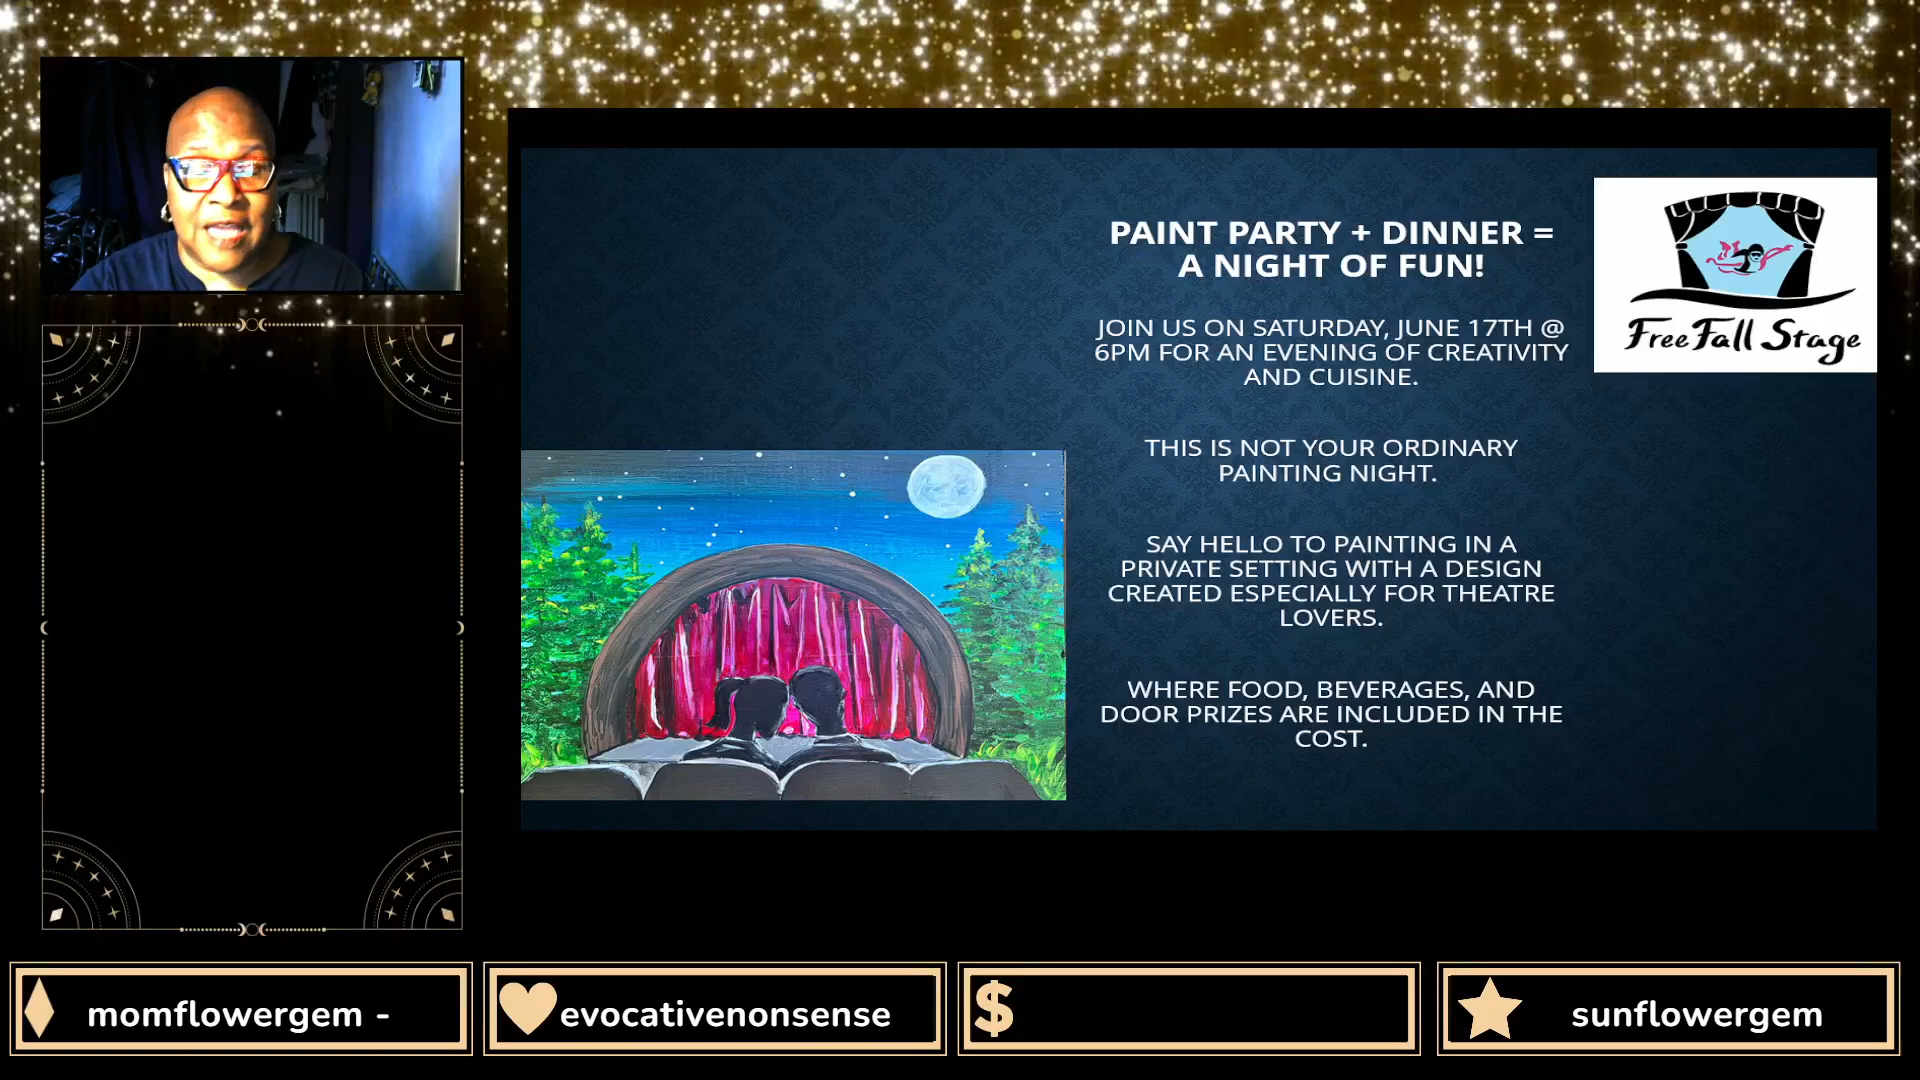 PAINT PARTY + DINNER =
A NIGHT OF FUN!
JOIN US ON SATURDAY, JUNE 17TH @
6PM FOR AN EVENING OF CREATIVITY
AND CUISINE.
THIS IS NOT YOUR ORDINARY
PAINTING NIGHT.
SAY HELLO TO PAINTING IN A
PRIVATE SETTING WITH A DESIGN
CREATED ESPECIALLY FOR THEATRE
LOVERS.
WHERE FOOD, BEVERAGES, AND
DOOR PRIZES ARE INCLUDED IN THE
COST.
FreeFall Stage
momflowergem -
evocativenonsense
$
sunflowergem